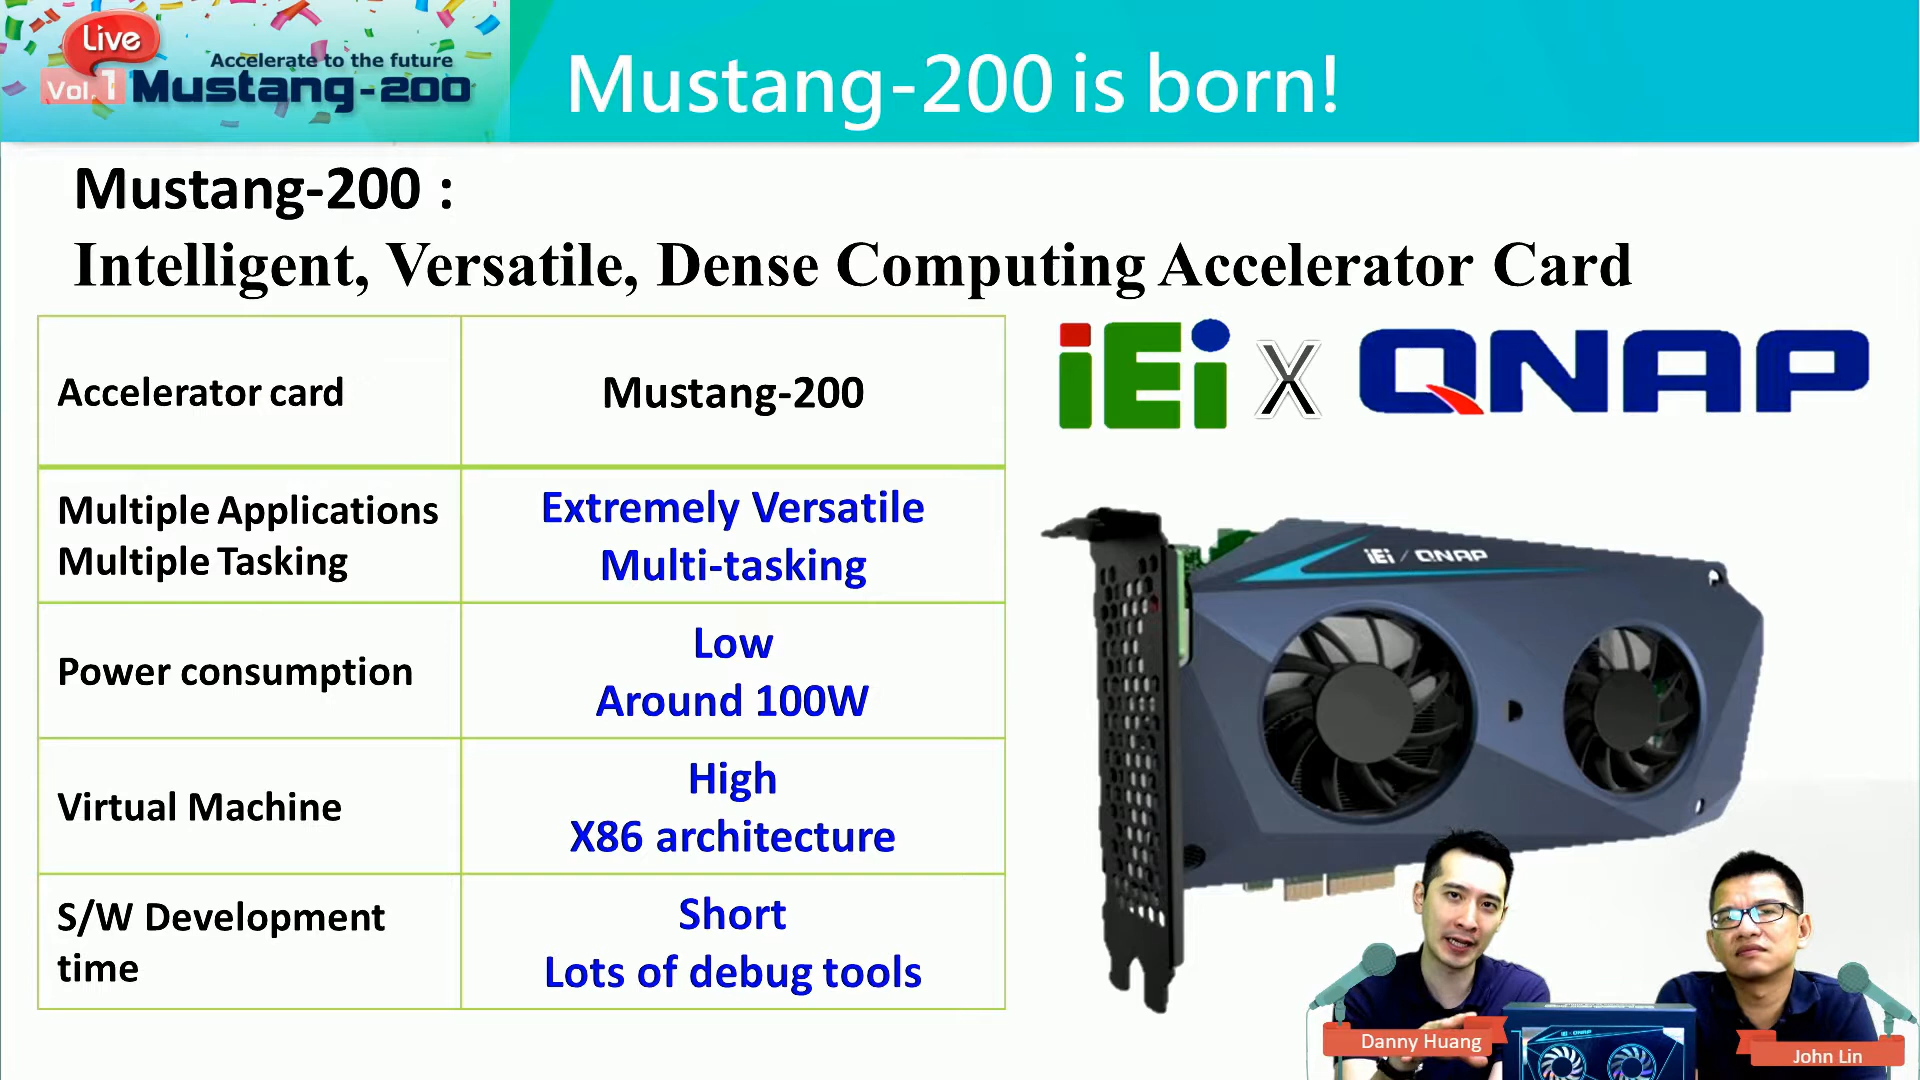 Live
Accelerate to the future
Vol.1 Mustang-200
Mustang-200 is born!
Mustang-200 :
Intelligent, Versatile, Dense Computing Accelerator Card
Accelerator card
Mustang-200
Multiple Applications
Multiple Tasking
Extremely Versatile
Multi-tasking
Power consumption
Low
Around 100W
Virtual Machine
High
X86 architecture
S/W Development
time
Short
Lots of debug tools
iEi X QNAP
iEi / QNAP
Danny Huang
iEi QNAP
John Lin